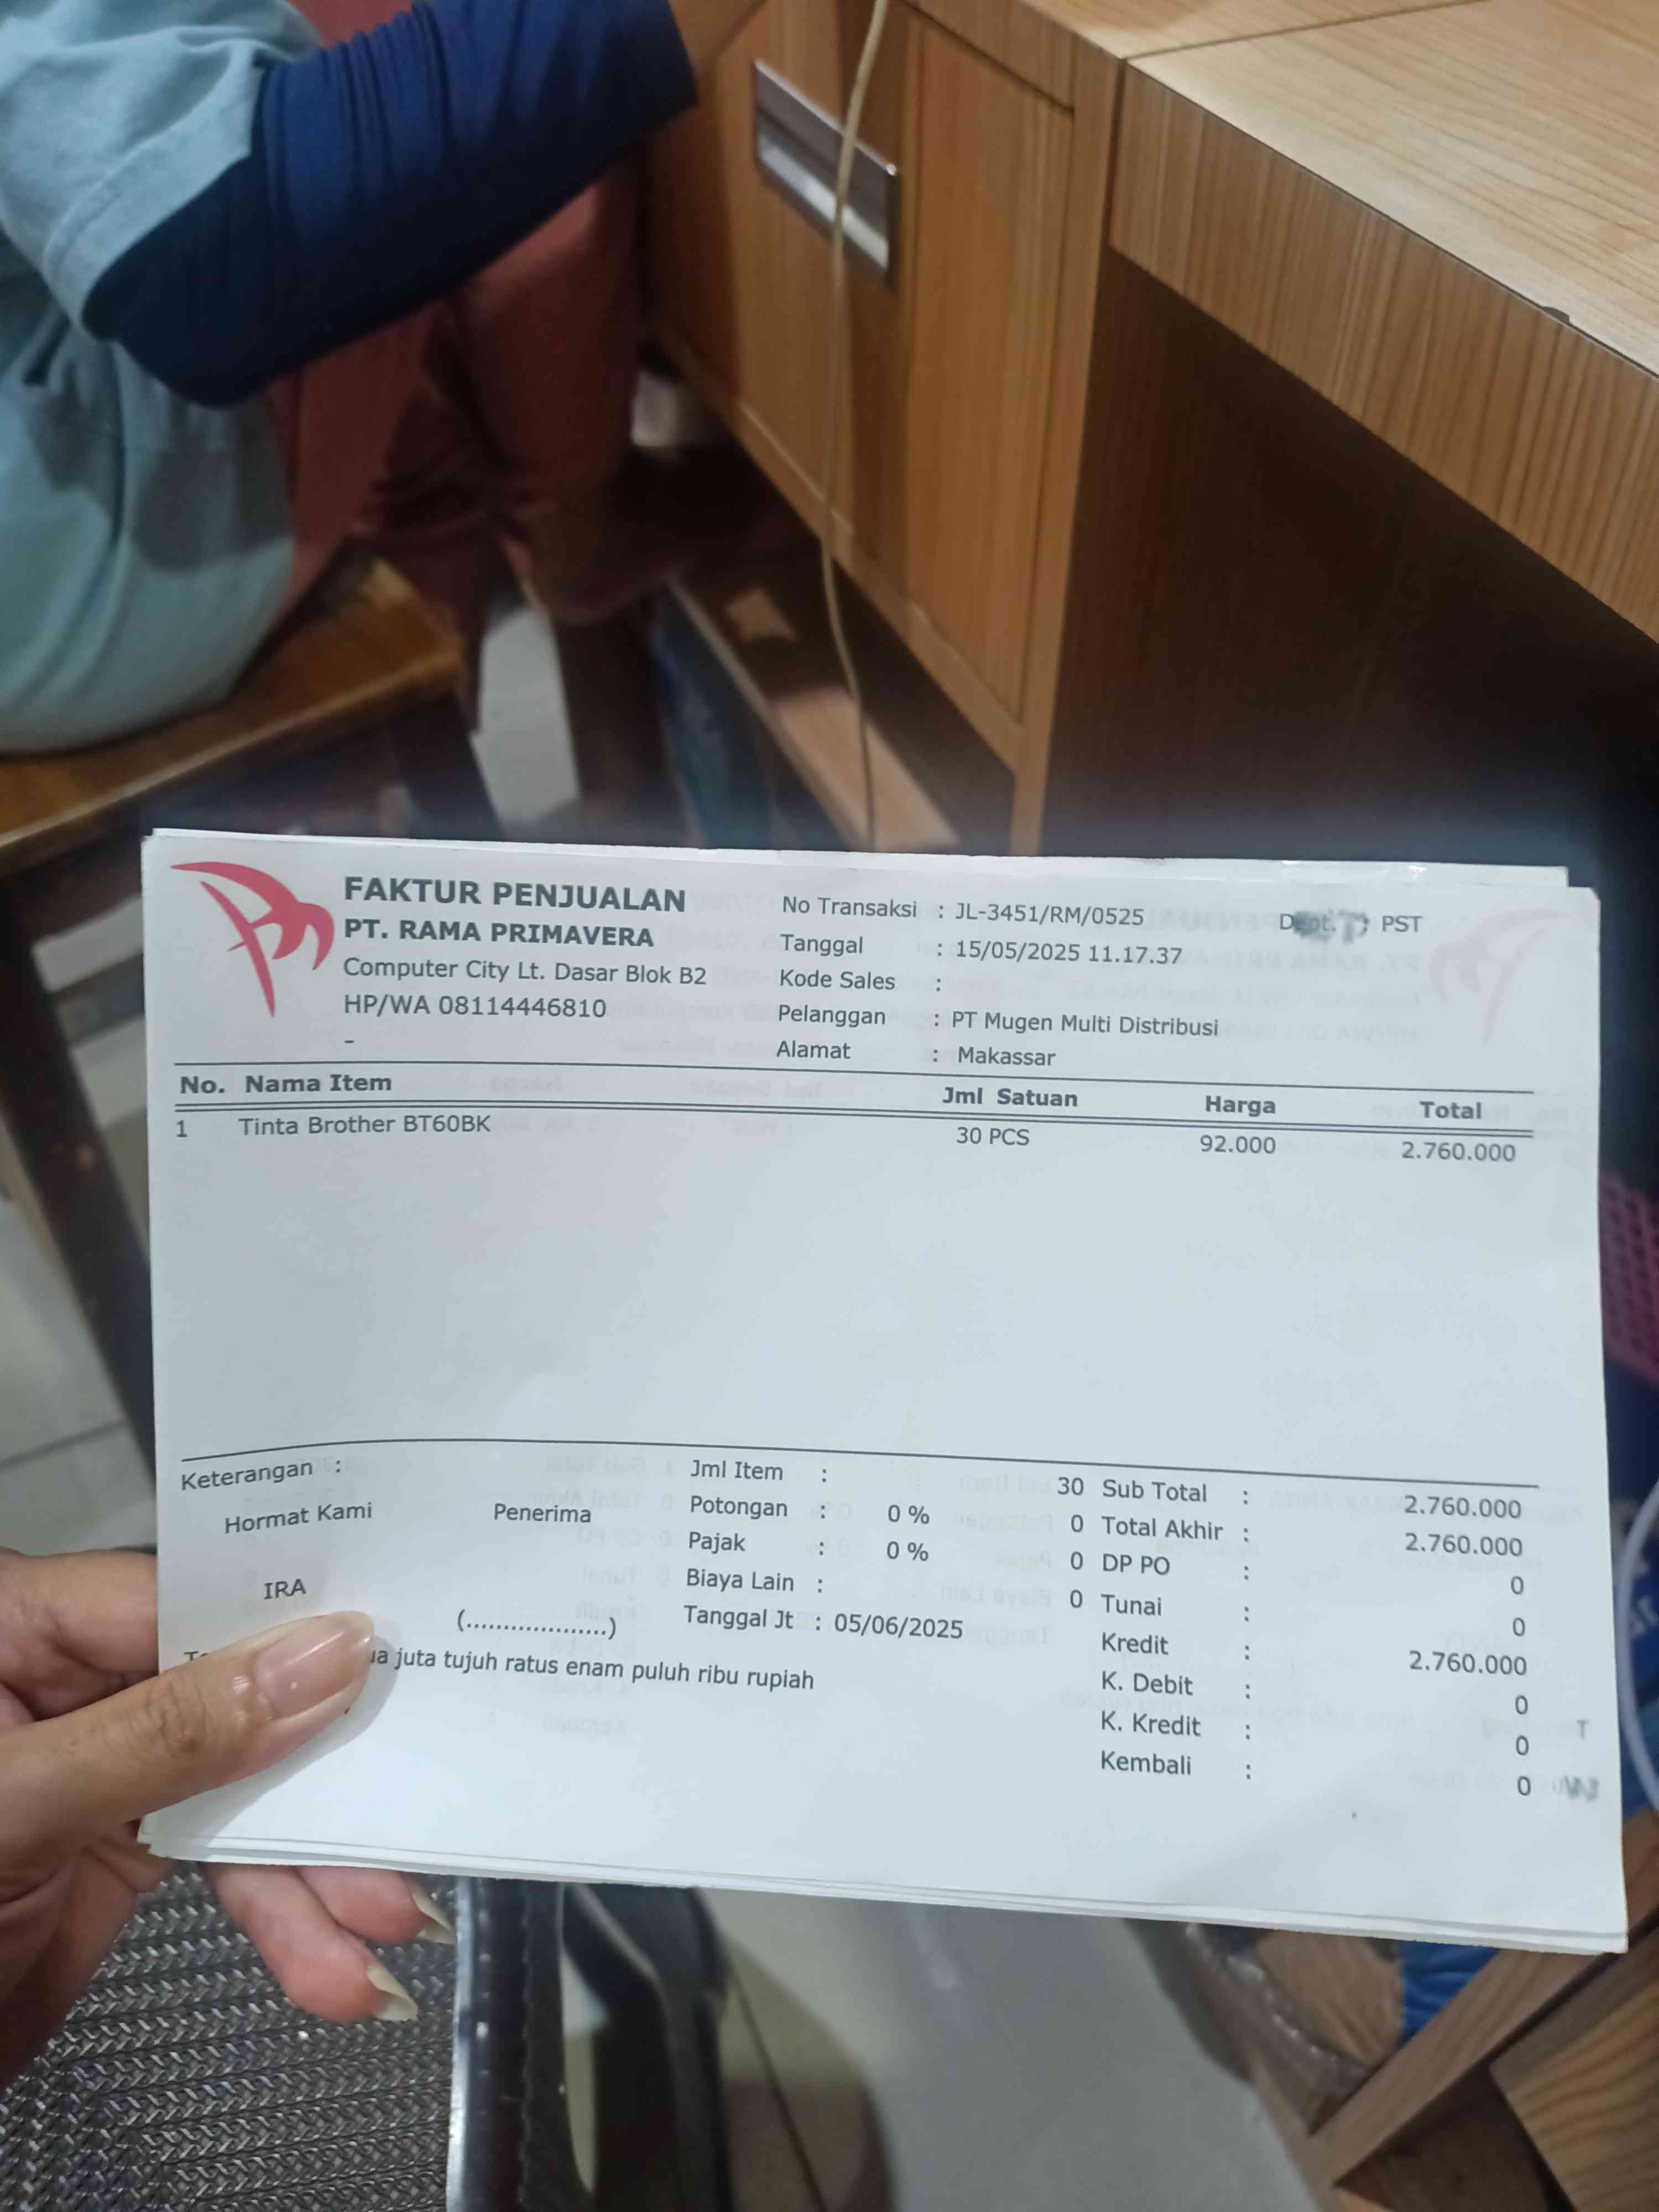 FAKTUR PENJUALAN
PT. RAMA PRIMAVERA
Computer City Lt. Dasar Blok B2
HP/WA 08114446810
-
No Transaksi : JL-3451/RM/0525
Tanggal : 15/05/2025 11.17.37
Kode Sales :
Pelanggan : PT Mugen Multi Distribusi
Alamat : Makassar
Dept. : PST
No. Nama Item Jml Satuan Harga Total
1 Tinta Brother BT60BK 30 PCS 92.000 2.760.000
Keterangan :
Hormat Kami Penerima
IRA
(...................)
juta tujuh ratus enam puluh ribu rupiah
Jml Item : 30
Potongan : 0 % 0
Pajak : 0 % 0
Biaya Lain : 0
Tanggal Jt : 05/06/2025
Sub Total : 2.760.000
Total Akhir : 2.760.000
DP PO : 0
Tunai : 0
Kredit : 2.760.000
K. Debit : 0
K. Kredit : 0
Kembali : 0